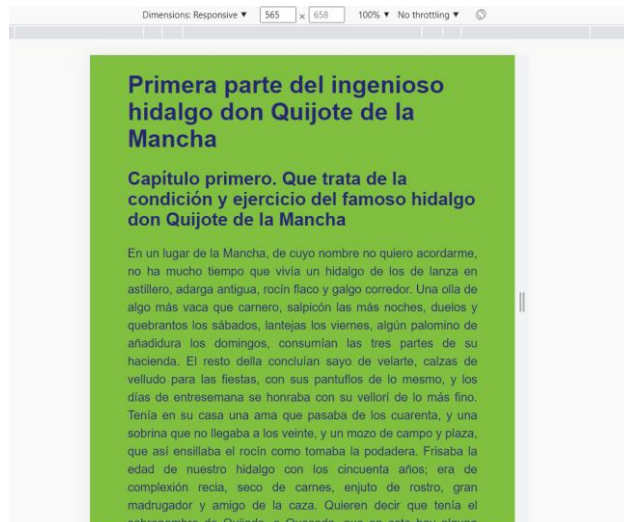 Dimensions: Responsive ▼ 565 × 658 100% ▼ No throttling ▼
Primera parte del ingenioso
hidalgo don Quijote de la
Mancha
Capítulo primero. Que trata de la
condición y ejercicio del famoso hidalgo
don Quijote de la Mancha
En un lugar de la Mancha, de cuyo nombre no quiero acordarme,
no ha mucho tiempo que vivía un hidalgo de los de lanza en
astillero, adarga antigua, rocín flaco y galgo corredor. Una olla de
algo más vaca que carnero, salpicón las más noches, duelos y
quebrantos los sábados, lantejas los viernes, algún palomino de
añadidura los domingos, consumían las tres partes de su
hacienda. El resto della concluían sayo de velarte, calzas de
velludo para las fiestas, con sus pantuflos de lo mesmo, y los
días de entresemana se honraba con su vellorí de lo más fino.
Tenía en su casa una ama que pasaba de los cuarenta, y una
sobrina que no llegaba a los veinte, y un mozo de campo y plaza,
que así ensillaba el rocín como tomaba la podadera. Frisaba la
edad de nuestro hidalgo con los cincuenta años; era de
complexión recia, seco de carnes, enjuto de rostro, gran
madrugador y amigo de la caza. Quieren decir que tenía el
sobrenombre de Quijada, o Quesada, que en esto hay alguna